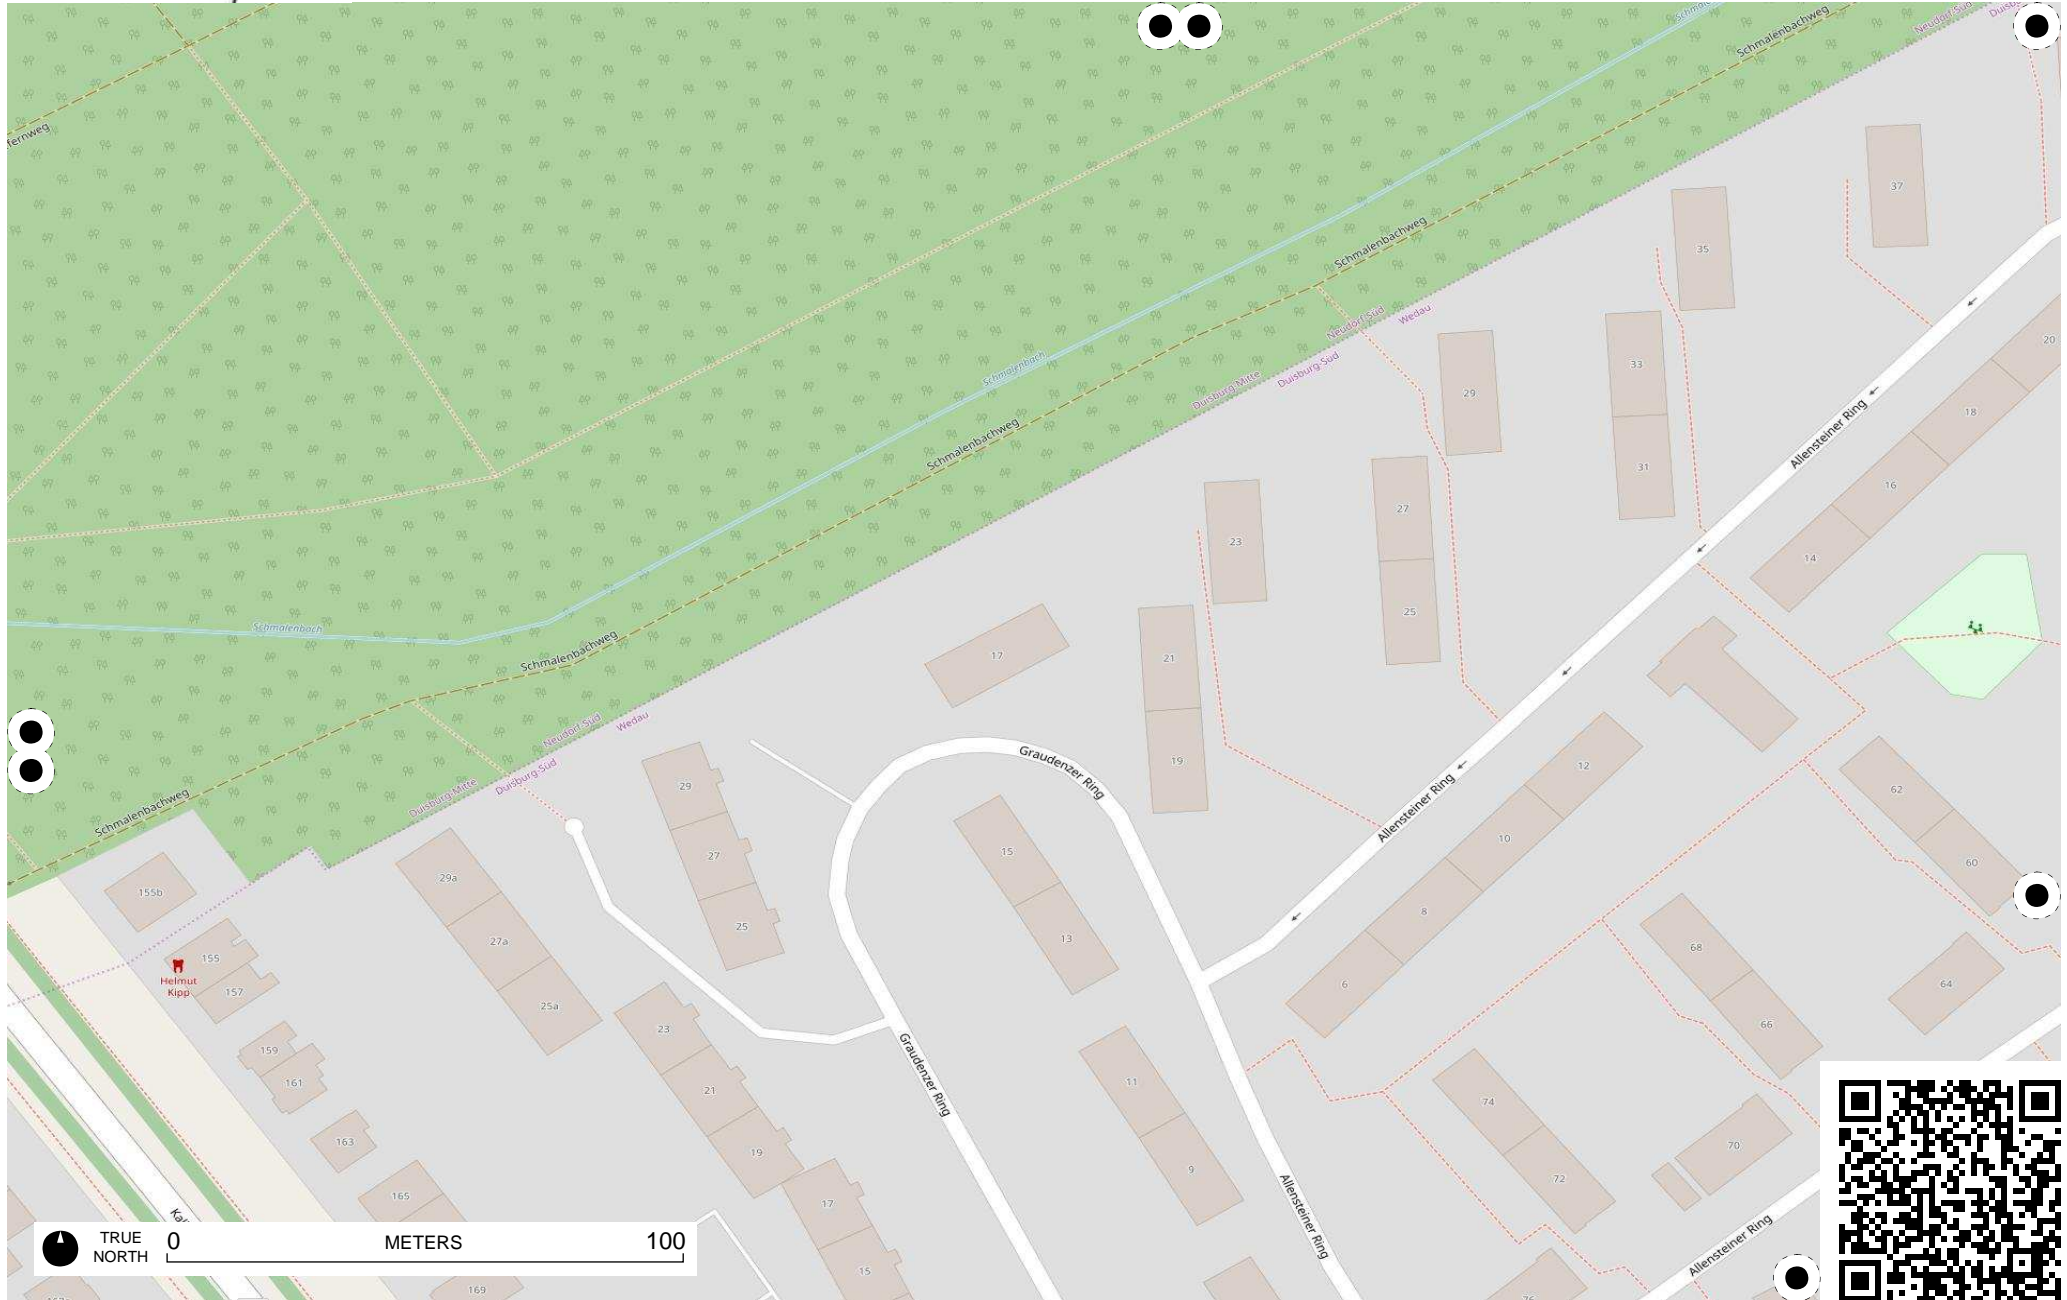 Schmalenbachweg
Neudorf-Süd
fernweg
37
Schmalenbachweg
35
Neudorf-Süd
Wedau
20
Schmalenbach
Duisburg-Süd
33
29
Duisburg-Mitte
18
Schmalenbachweg
Allensteiner Ring
31
16
27
23
14
Schmalenbach
25
Schmalenbachweg
17
21
Neudorf-Süd
Wedau
Graudenzer Ring
19
12
Duisburg-Süd
29
62
Duisburg-Mitte
Schmalenbachweg
Allensteiner Ring
10
15
27
60
29a
155b
8
25
13
27a
68
155
Helmut
Kipp
157
6
64
25a
66
23
159
Graudenzer Ring
161
11
21
74
163
70
19
9
72
165
17
Allensteiner Ring
TRUE
NORTH
0
METERS
100
Allensteiner Ring
15
169